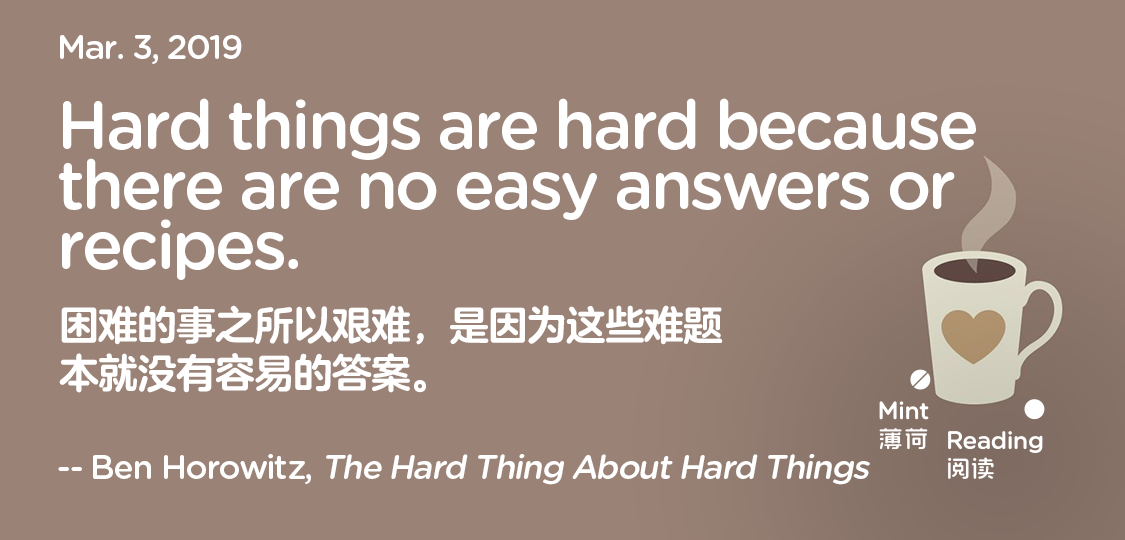 Mar. 3, 2019
Hard things are hard because
there are no easy answers or
recipes.
困难的事之所以艰难，是因为这些难题
本就没有容易的答案。
-- Ben Horowitz, The Hard Thing About Hard Things
Mint
薄荷
Reading
阅读